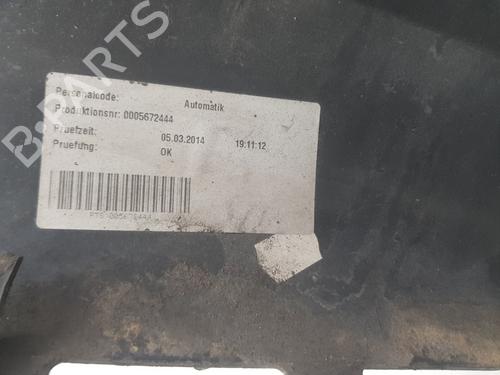 B-PARTS
Personalcode: Automatik
Produktionsnr: 0005672444
Pruefzeit: 05.03.2014 19:11:12
Pruefung: OK